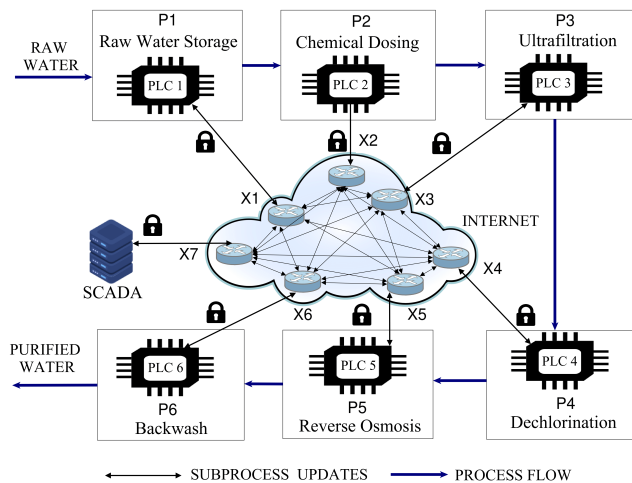 P1
Raw Water Storage
PLC 1
P2
Chemical Dosing
PLC 2
P3
Ultrafiltration
PLC 3
RAW
WATER
X1
X2
X3
INTERNET
X7
X4
SCADA
X6
X5
PURIFIED
WATER
PLC 6
P6
Backwash
PLC 5
P5
Reverse Osmosis
PLC 4
P4
Dechlorination
SUBPROCESS UPDATES
PROCESS FLOW